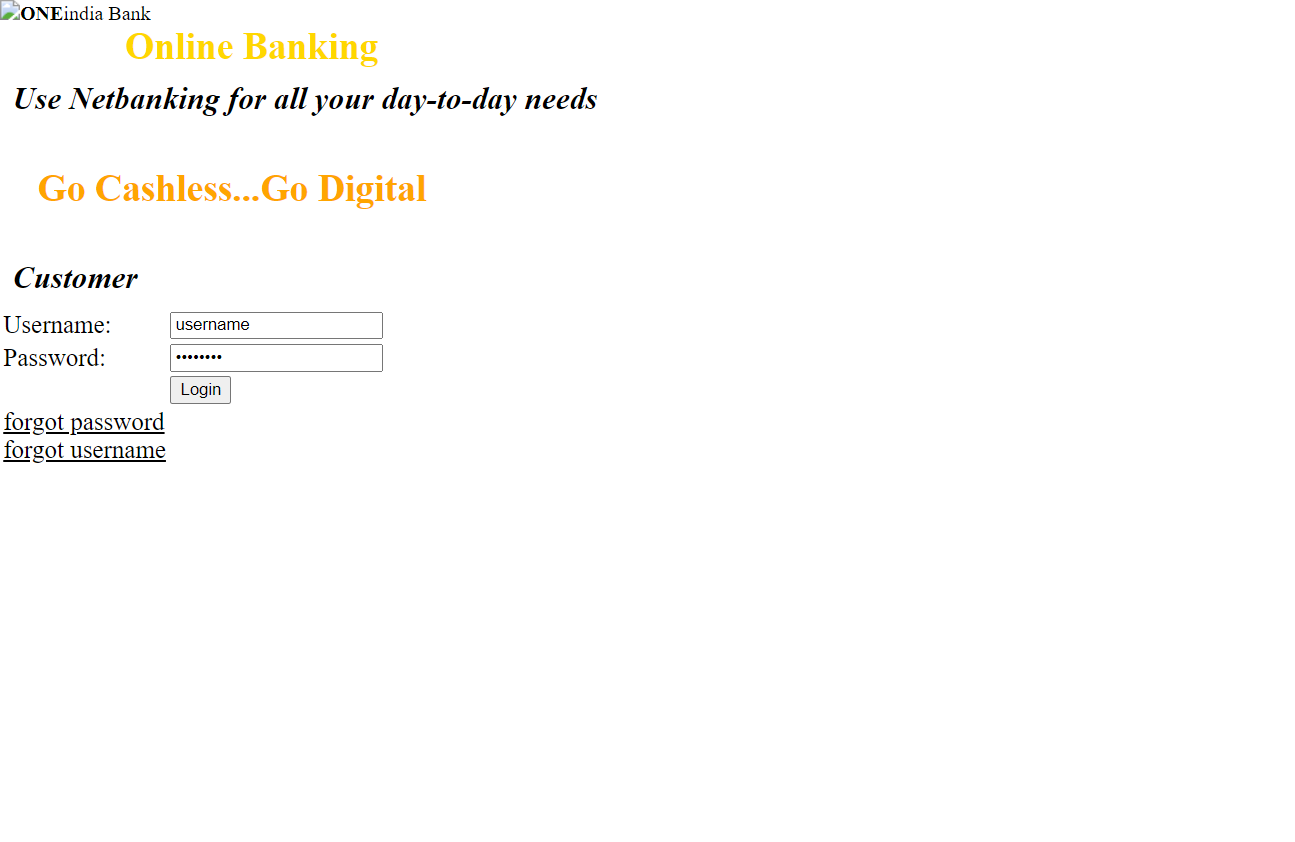 ONEindia Bank
Online Banking
Use Netbanking for all your day-to-day needs
Go Cashless...Go Digital
Customer
Username: username
Password: ••••••••
Login
forgot password
forgot username